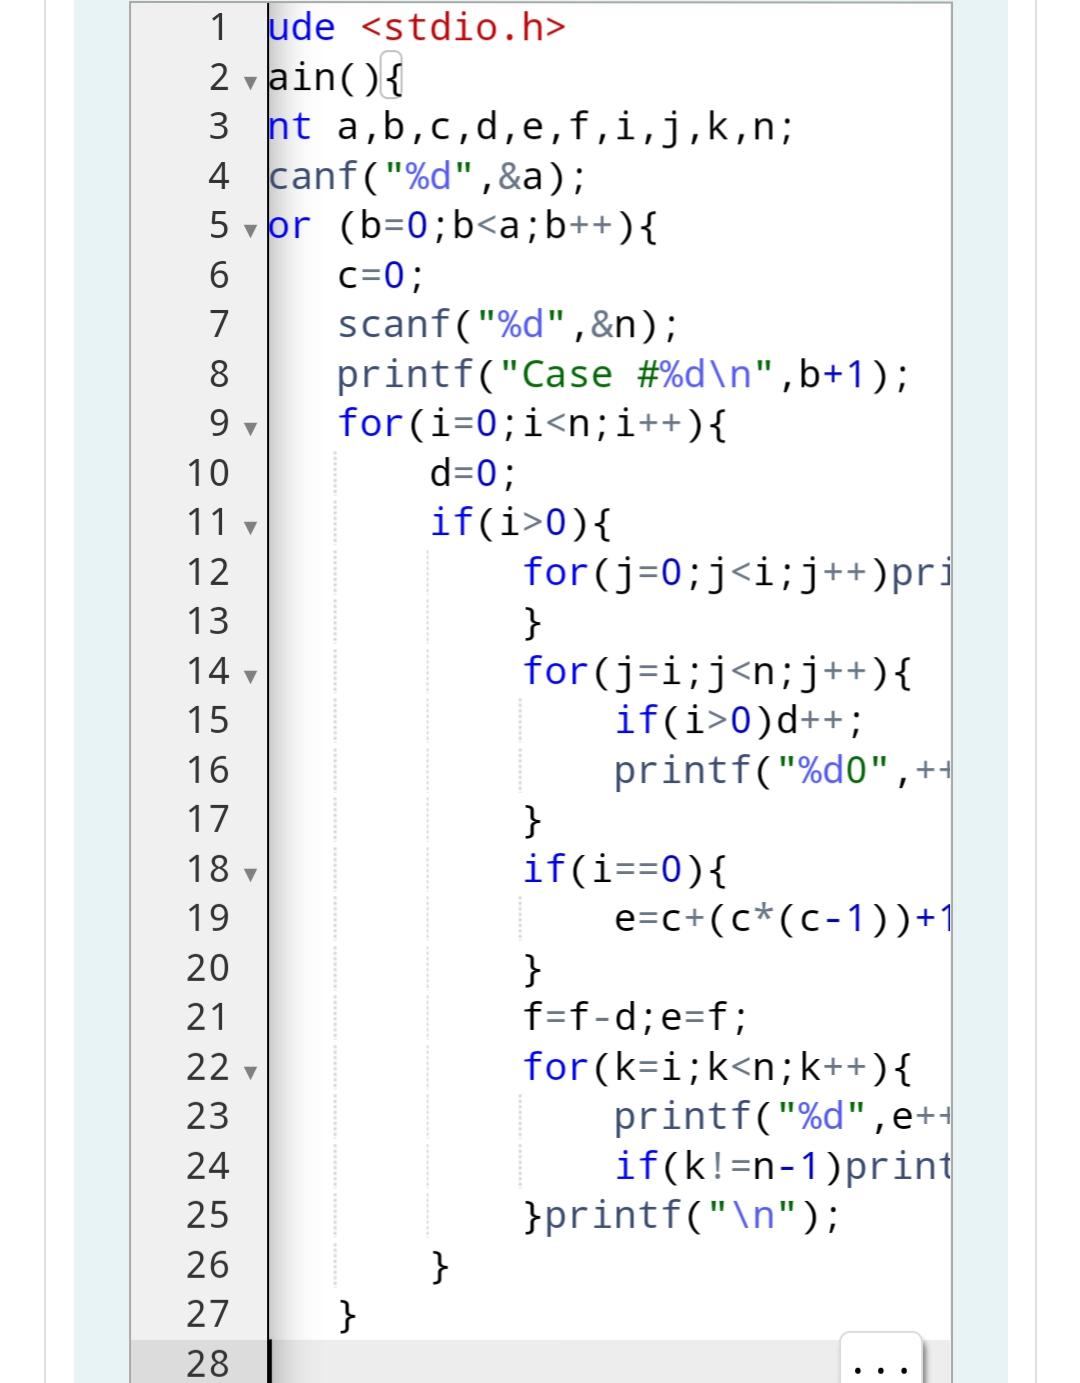 1 ude <stdio.h>
2 ain(){
3 nt a,b,c,d,e,f,i,j,k,n;
4 canf("%d",&a);
5 or (b=0;b<a;b++){
6 c=0;
7 scanf("%d",&n);
8 printf("Case #%d\n",b+1);
9 for(i=0;i<n;i++){
10 d=0;
11 if(i>0){
12 for(j=0;j<i;j++)pri
13 }
14 for(j=i;j<n;j++){
15 if(i>0)d++;
16 printf("%d0",++
17 }
18 if(i==0){
19 e=c+(c*(c-1))+1
20 }
21 f=f-d;e=f;
22 for(k=i;k<n;k++){
23 printf("%d",e++
24 if(k!=n-1)print
25 }printf("\n");
26 }
27 }
28
...